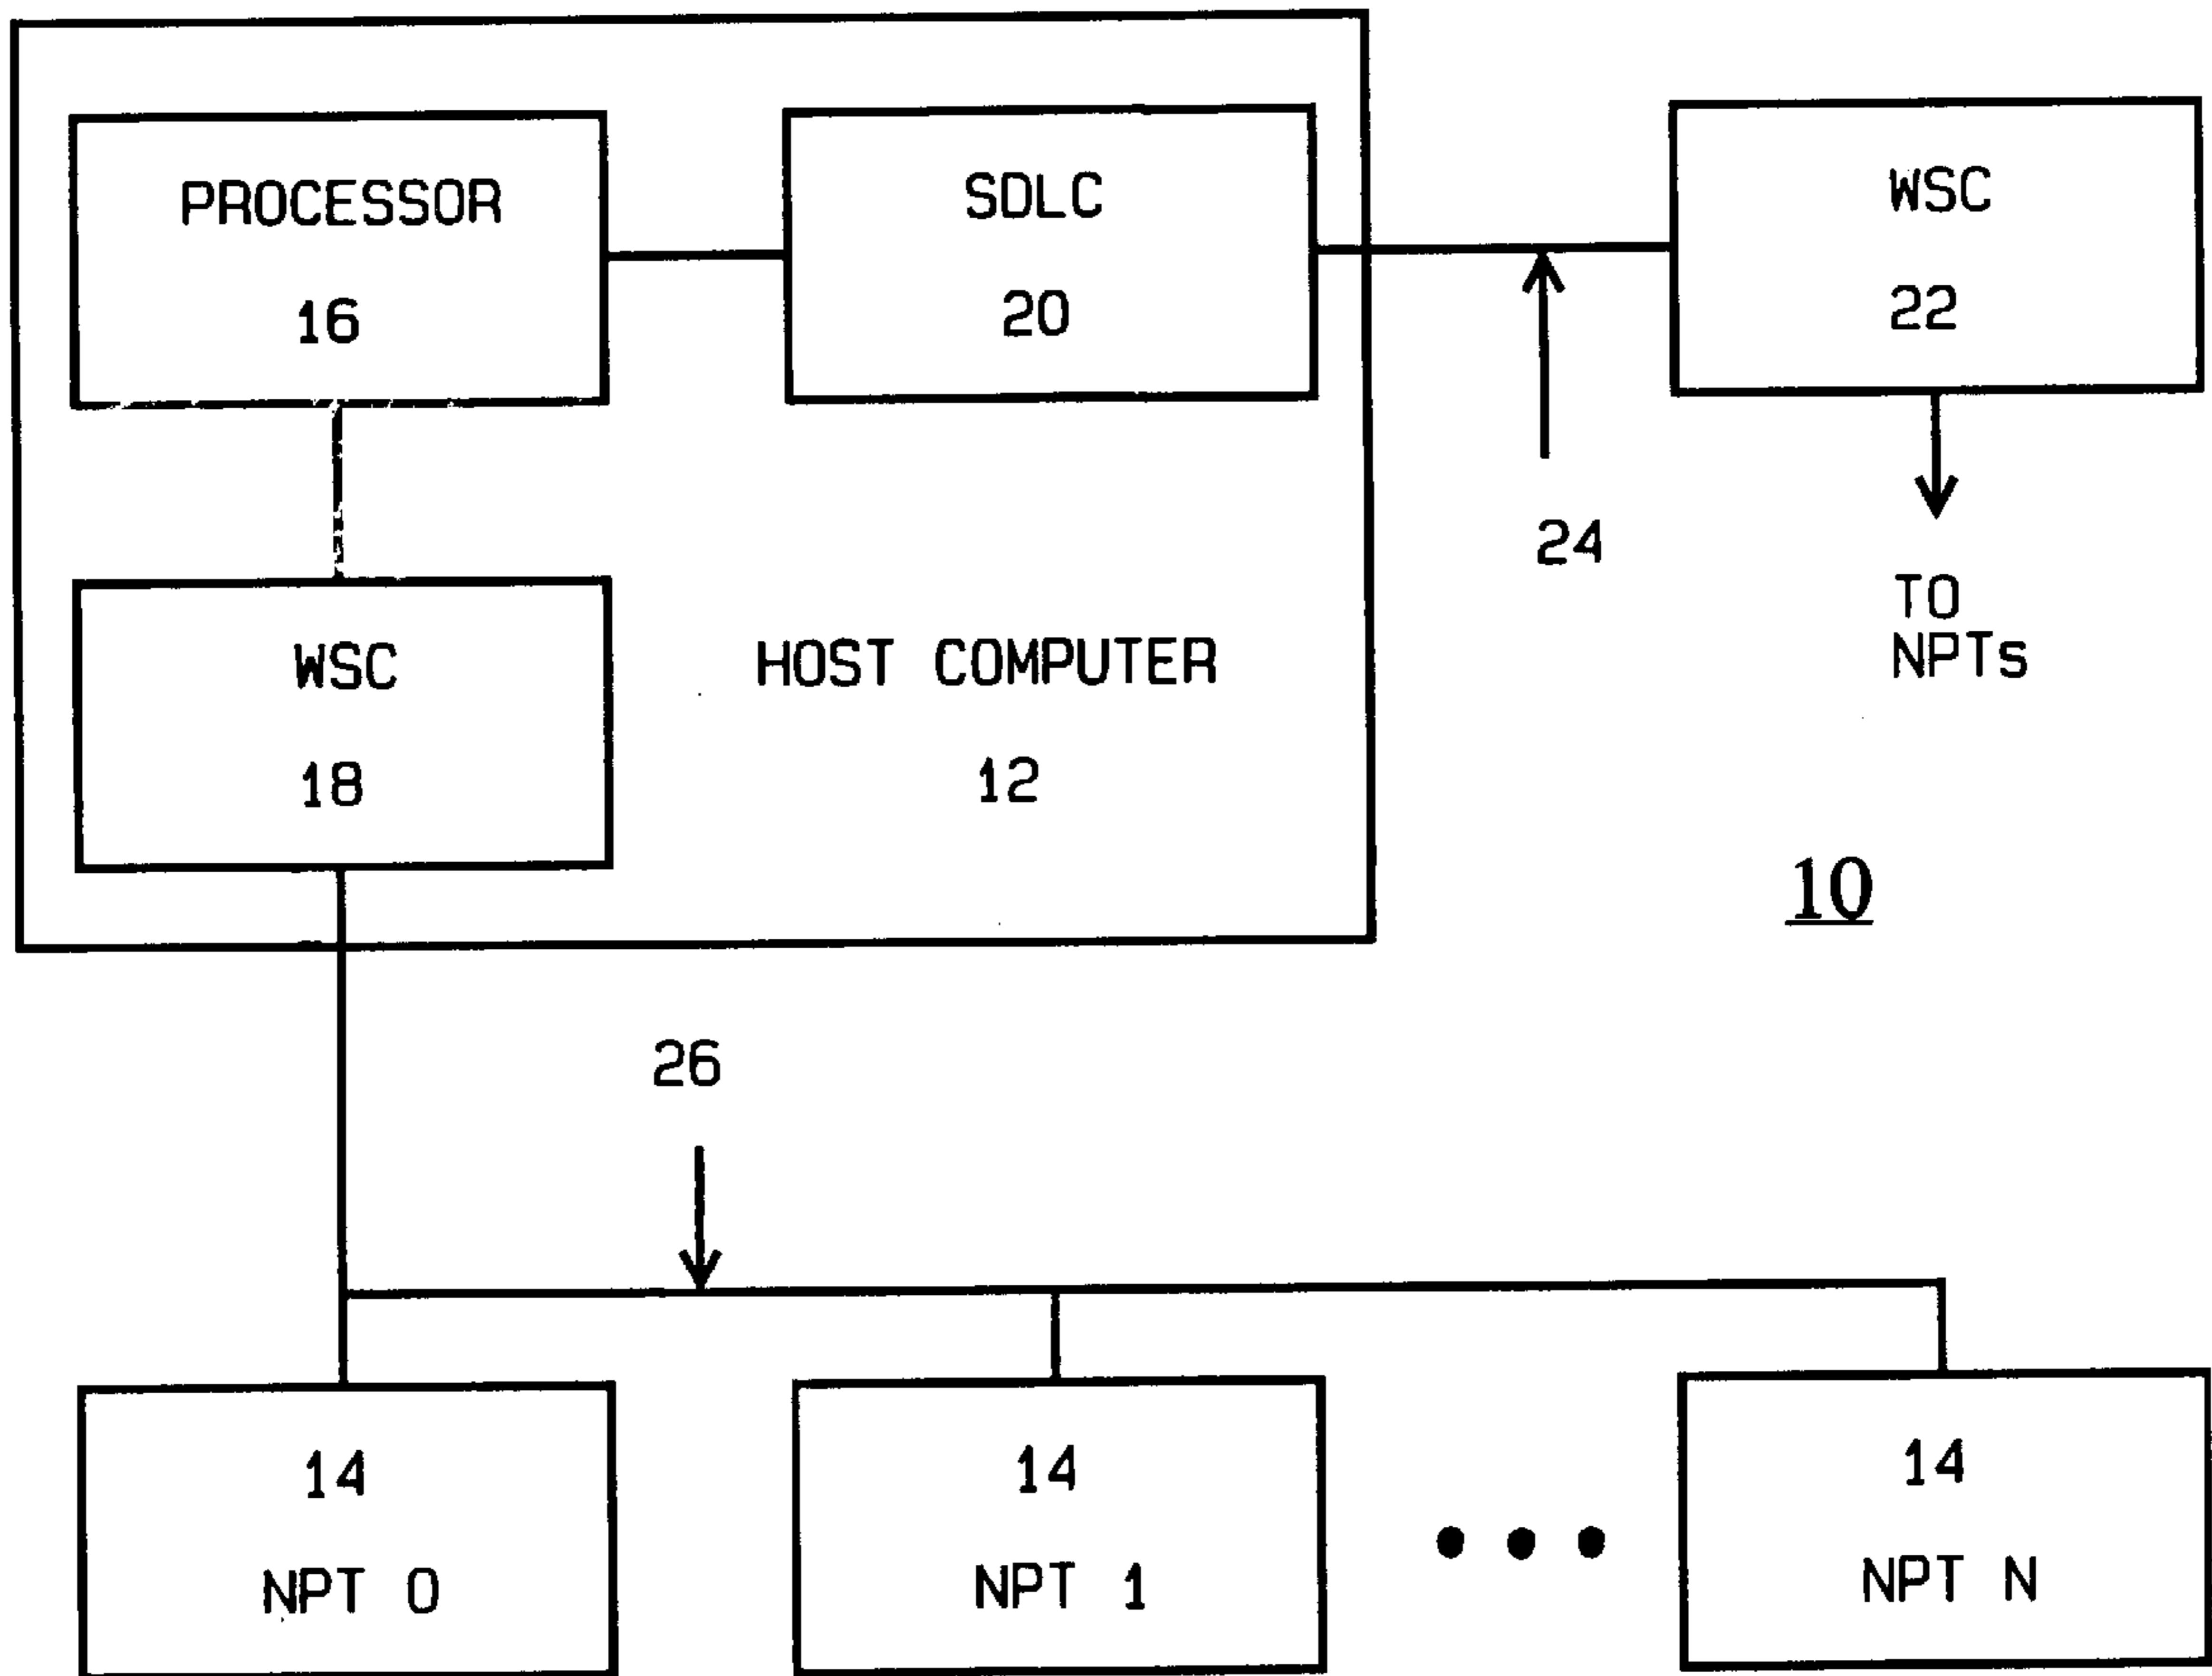 PROCESSOR
16
SDLC
20
WSC
22
24
TO
NPTs
WSC
18
HOST COMPUTER
12
10
26
14
NPT 0
14
NPT 1
14
NPT N